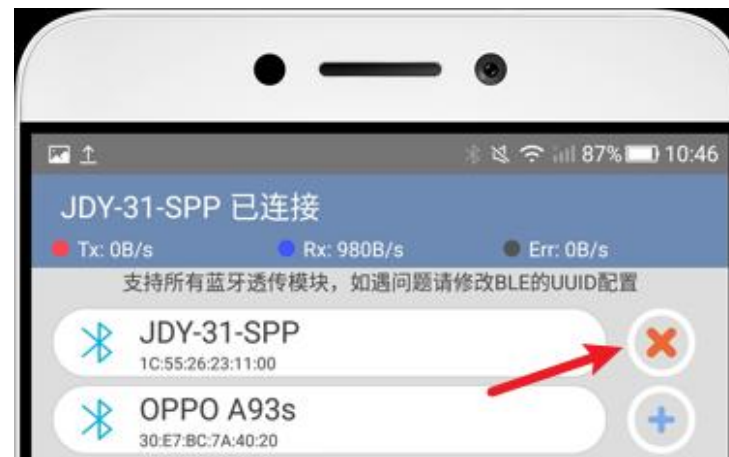 87% 10:46
JDY-31-SPP 已连接
Tx: 0B/s Rx: 980B/s Err: 0B/s
支持所有蓝牙透传模块，如遇问题请修改BLE的UUID配置
JDY-31-SPP
1C:55:26:23:11:00
OPPO A93s
30:E7:BC:7A:40:20